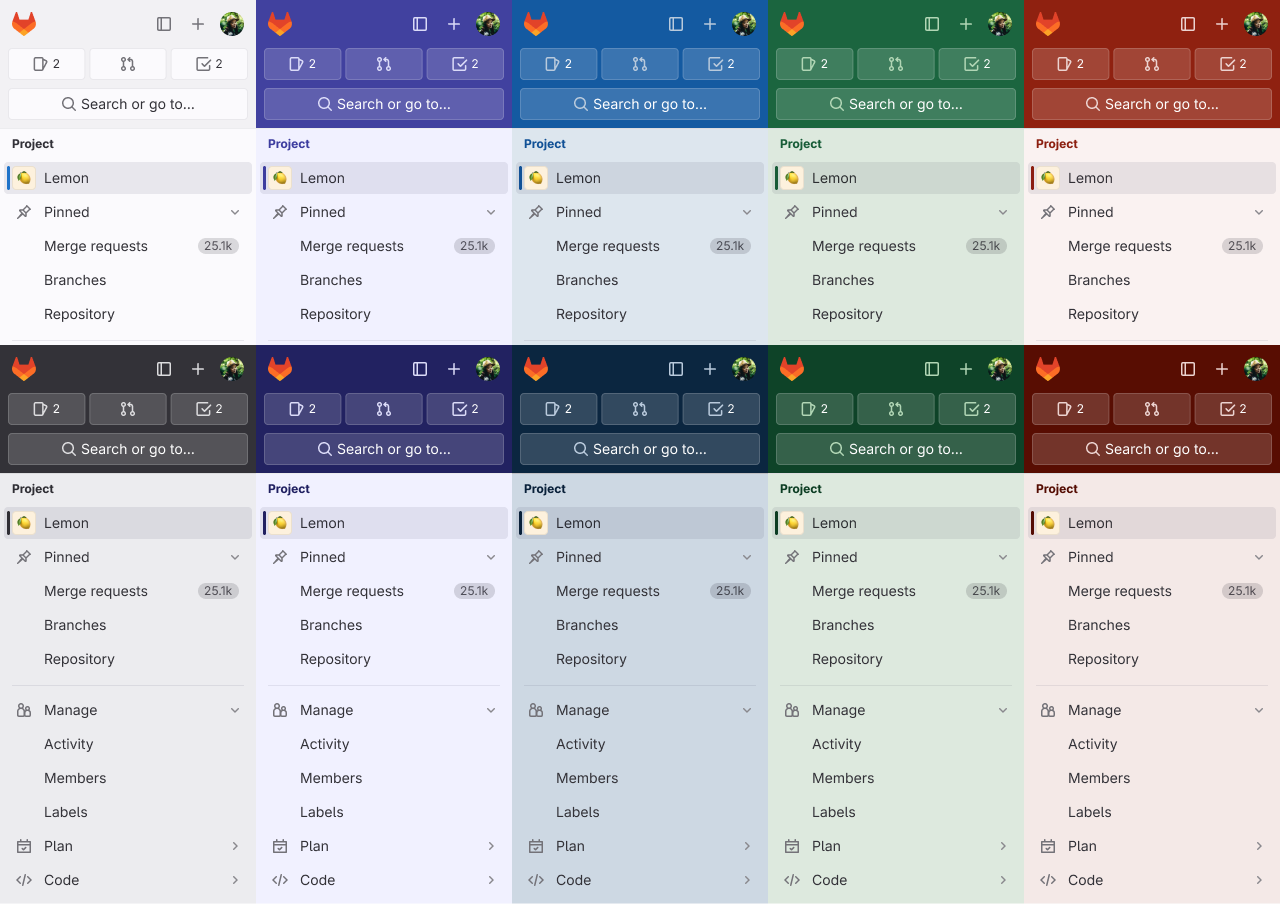 2 2
Search or go to...
Project
Lemon
Pinned
Merge requests 25.1k
Branches
Repository
2 2
Search or go to...
Project
Lemon
Pinned
Merge requests 25.1k
Branches
Repository
2 2
Search or go to...
Project
Lemon
Pinned
Merge requests 25.1k
Branches
Repository
2 2
Search or go to...
Project
Lemon
Pinned
Merge requests 25.1k
Branches
Repository
2 2
Search or go to...
Project
Lemon
Pinned
Merge requests 25.1k
Branches
Repository
2 2
Search or go to...
Project
Lemon
Pinned
Merge requests 25.1k
Branches
Repository
Manage
Activity
Members
Labels
Plan
Code
2 2
Search or go to...
Project
Lemon
Pinned
Merge requests 25.1k
Branches
Repository
Manage
Activity
Members
Labels
Plan
Code
2 2
Search or go to...
Project
Lemon
Pinned
Merge requests 25.1k
Branches
Repository
Manage
Activity
Members
Labels
Plan
Code
2 2
Search or go to...
Project
Lemon
Pinned
Merge requests 25.1k
Branches
Repository
Manage
Activity
Members
Labels
Plan
Code
2 2
Search or go to...
Project
Lemon
Pinned
Merge requests 25.1k
Branches
Repository
Manage
Activity
Members
Labels
Plan
Code